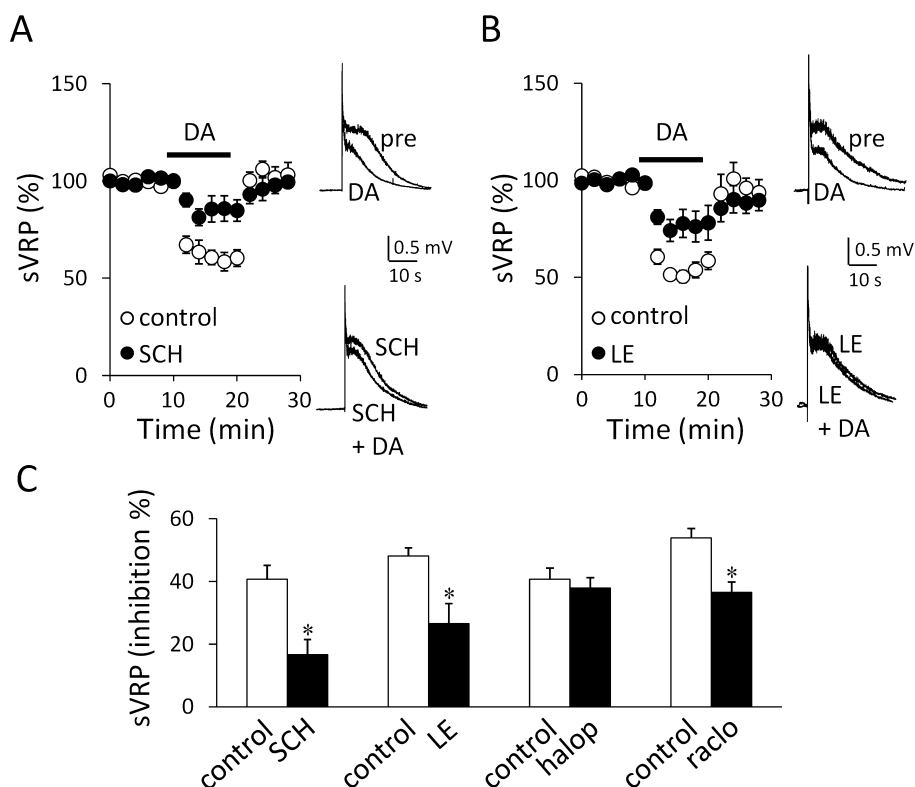 A
B
150
100
50
0
sVRP (%)
DA
control
SCH
0
10
20
30
Time (min)
pre
DA
0.5 mV
10 s
SCH
SCH
+ DA
150
100
50
0
sVRP (%)
DA
control
LE
0
10
20
30
Time (min)
pre
DA
0.5 mV
10 s
LE
LE
+ DA
C
60
40
20
0
sVRP (inhibition %)
*
*
*
control
SCH
control
LE
control
halop
control
raclo